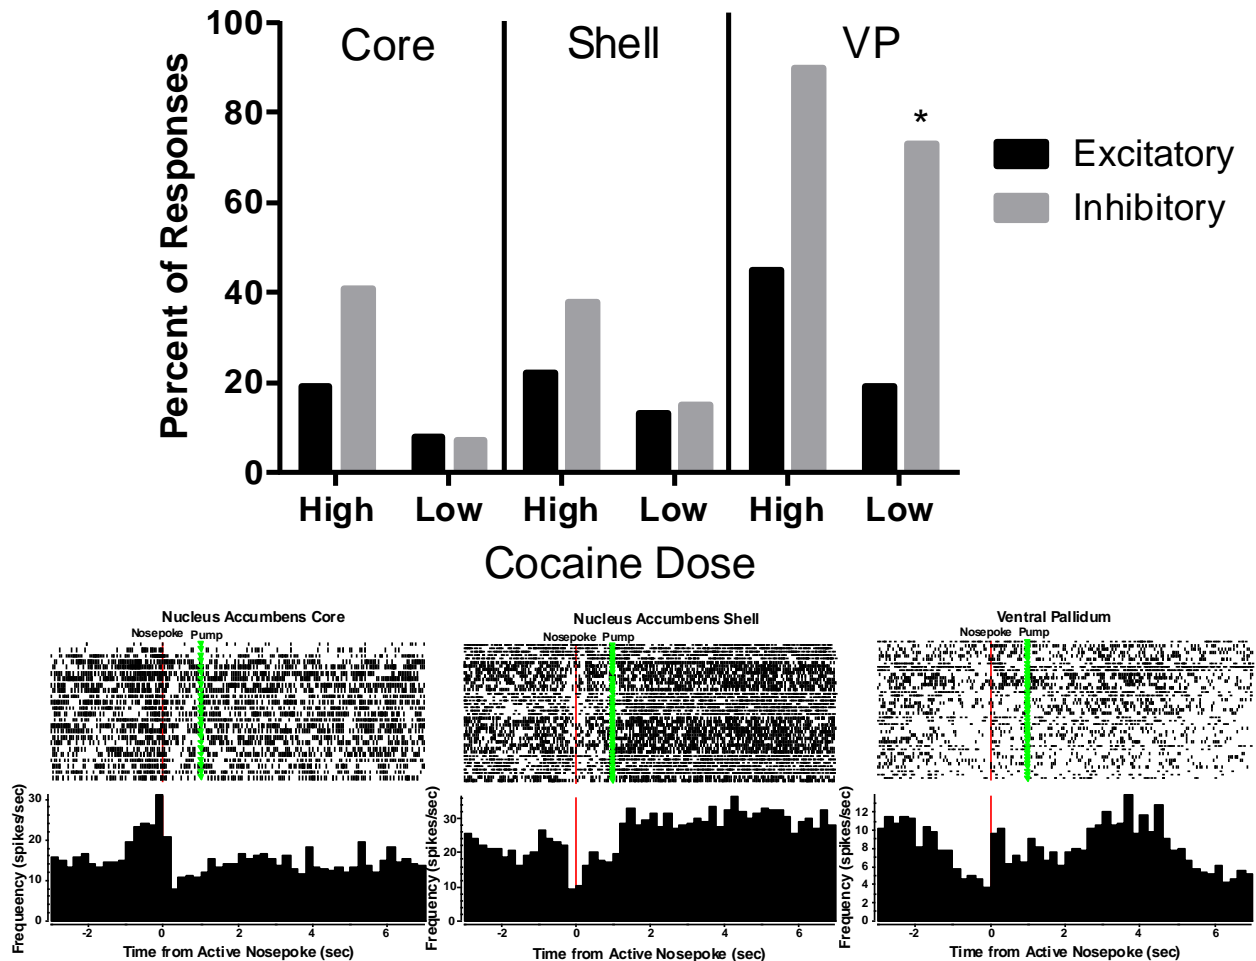 100
80
60
40
20
0
Percent of Responses
Core
Shell
VP
*
Excitatory
Inhibitory
High Low High Low High Low
Cocaine Dose
Nucleus Accumbens Core
Nosepoke Pump
30
20
10
0
Frequeency (spikes/sec)
-2 0 2 4 6
Time from Active Nosepoke (sec)
Nucleus Accumbens Shell
Nosepoke Pump
30
20
10
0
Frequency (spikes/sec)
-2 0 2 4 6
Time from Active Nosepoke (sec)
Ventral Pallidum
Nosepoke Pump
12
10
8
6
4
2
0
Frequency (spikes/sec)
-2 0 2 4 6
Time from Active Nosepoke (sec)